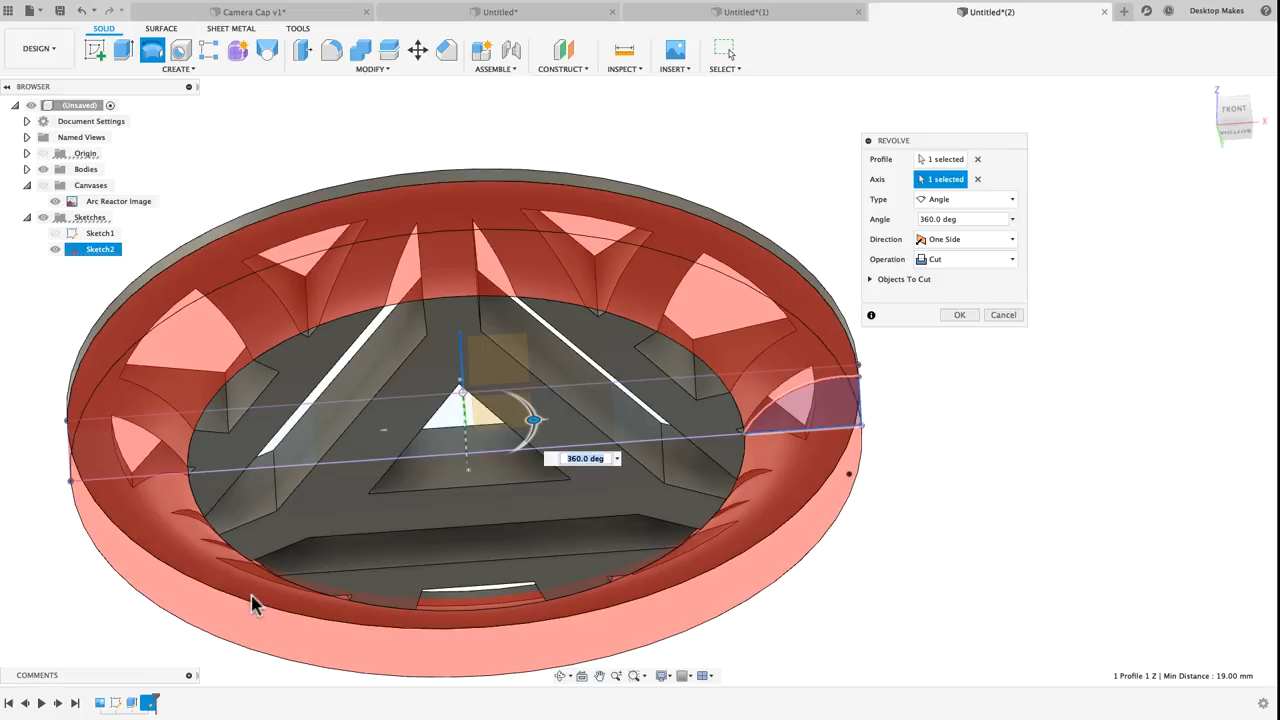 Camera Cap v1*
Untitled*
Untitled*(1)
Untitled*(2)
Desktop Makes
DESIGN
SOLID
SURFACE
SHEET METAL
TOOLS
CREATE
MODIFY
ASSEMBLE
CONSTRUCT
INSPECT
INSERT
SELECT
BROWSER
(Unsaved)
Document Settings
Named Views
Origin
Bodies
Canvases
Arc Reactor Image
Sketches
Sketch1
Sketch2
Z
FRONT
X
BOTTOM
REVOLVE
Profile
1 selected
Axis
1 selected
Type
Angle
Angle
360.0 deg
Direction
One Side
Operation
Cut
Objects To Cut
OK
Cancel
360.0 deg
COMMENTS
1 Profile 1 Z | Min Distance : 19.00 mm